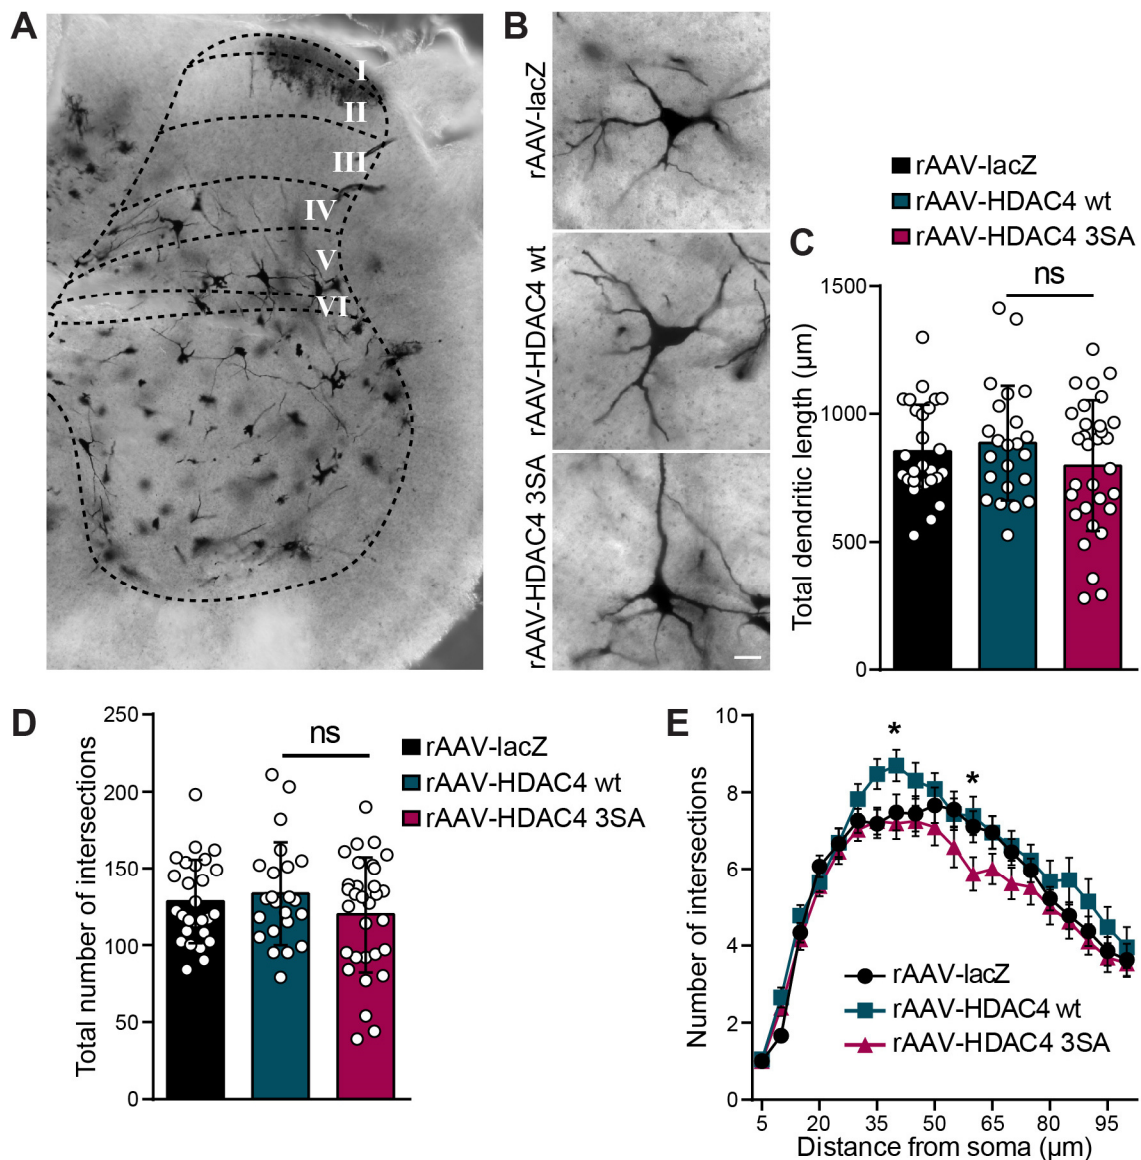 A
I
II
III
IV
V
VI
B
rAAV-lacZ
rAAV-HDAC4 wt
rAAV-HDAC4 3SA
rAAV-lacZ
rAAV-HDAC4 wt
rAAV-HDAC4 3SA
C
ns
Total dendritic length (µm)
1500
1000
500
0
D
ns
rAAV-lacZ
rAAV-HDAC4 wt
rAAV-HDAC4 3SA
Total number of intersections
250
200
150
100
50
0
E
*
*
Number of intersections
10
8
6
4
2
0
rAAV-lacZ
rAAV-HDAC4 wt
rAAV-HDAC4 3SA
5 20 35 50 65 80 95
Distance from soma (µm)